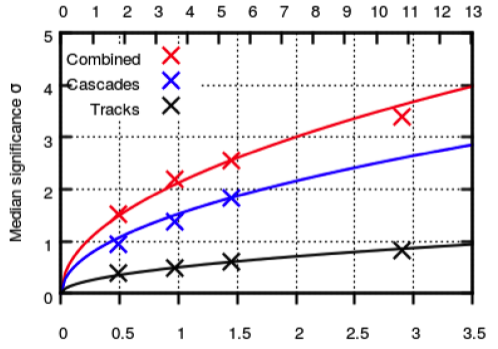 0 1 2 3 4 5 6 7 8 9 10 11 12 13
5
Combined
4
Cascades
Tracks
3
2
1
0
Median significance σ
0 0.5 1 1.5 2 2.5 3 3.5